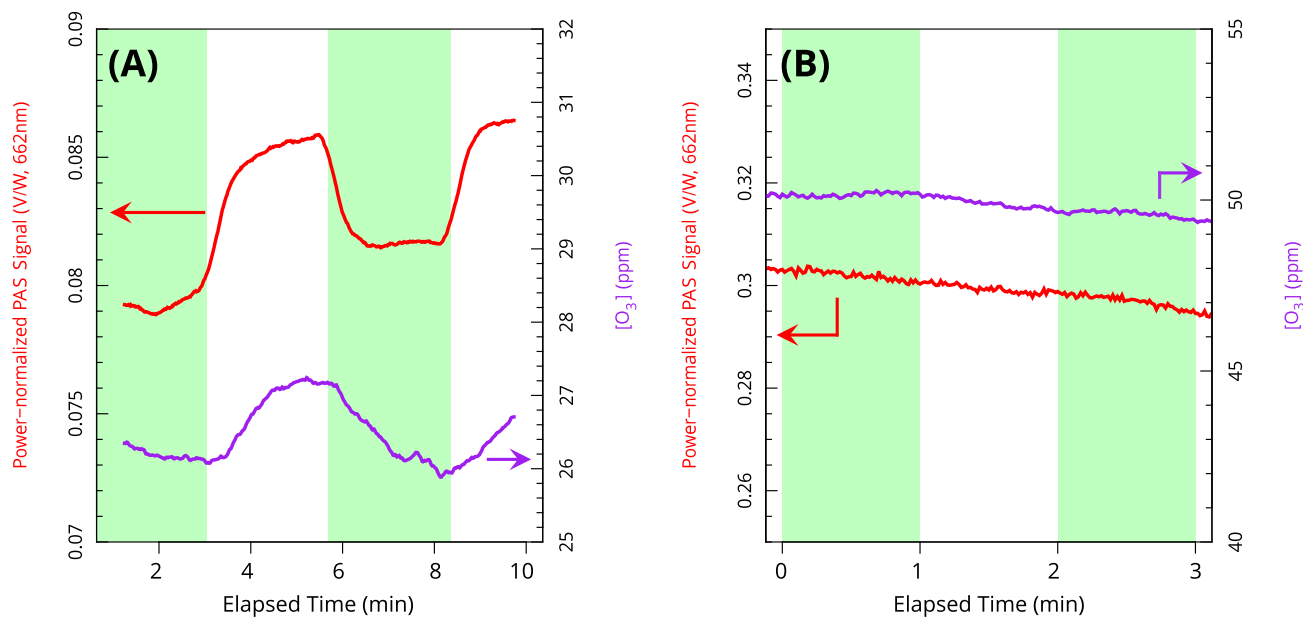 (A)
Power−normalized PAS Signal (V/W, 662nm)
0.09
0.085
0.08
0.075
0.07
32
31
30
29
28
27
26
25
[O3] (ppm)
2 4 6 8 10
Elapsed Time (min)
(B)
Power−normalized PAS Signal (V/W, 662nm)
0.34
0.32
0.3
0.28
0.26
55
50
45
40
[O3] (ppm)
0 1 2 3
Elapsed Time (min)